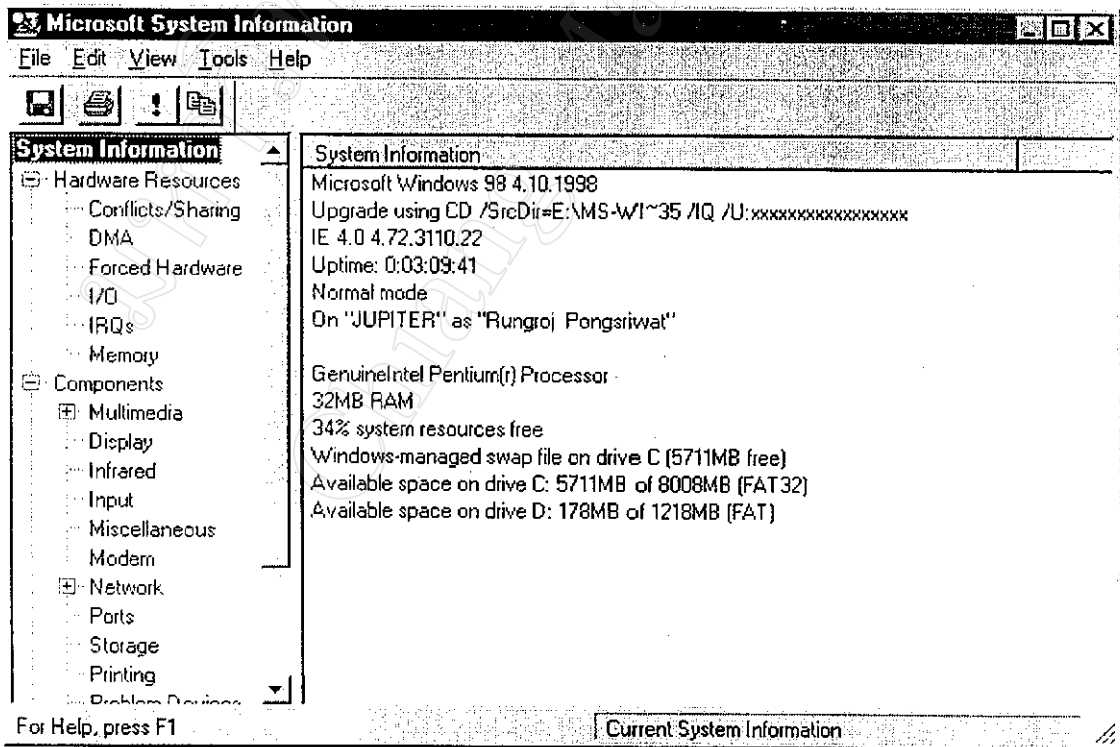 Microsoft System Information
File Edit View Tools Help
System Information
Hardware Resources
Conflicts/Sharing
DMA
Forced Hardware
I/O
IRQs
Memory
Components
Multimedia
Display
Infrared
Input
Miscellaneous
Modem
Network
Ports
Storage
Printing
System Information
Microsoft Windows 98 4.10.1998
Upgrade using CD /SrcDir=E:\MS-WI~35 /IQ /U:xxxxxxxxxxxxxxxxx
IE 4.0 4.72.3110.22
Uptime: 0:03:09:41
Normal mode
On "JUPITER" as "Rungroj Pongsriwat"
GenuineIntel Pentium(r) Processor
32MB RAM
34% system resources free
Windows-managed swap file on drive C (5711MB free)
Available space on drive C: 5711MB of 8008MB (FAT32)
Available space on drive D: 178MB of 1218MB (FAT)
For Help, press F1
Current System Information